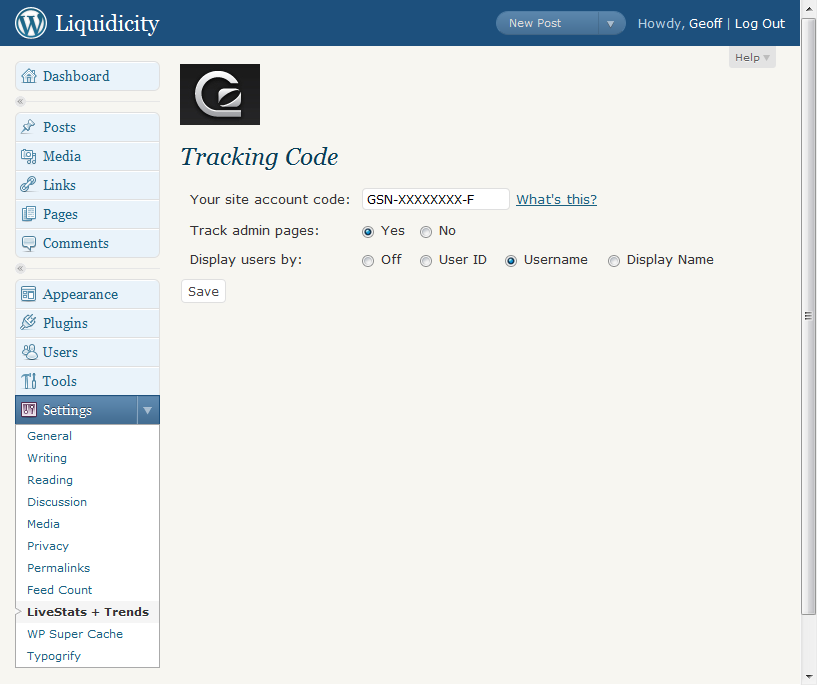 Liquidicity
New Post
Howdy, Geoff | Log Out
Help
Dashboard
Posts
Media
Links
Pages
Comments
Appearance
Plugins
Users
Tools
Settings
General
Writing
Reading
Discussion
Media
Privacy
Permalinks
Feed Count
LiveStats + Trends
WP Super Cache
Typogrify
Tracking Code
Your site account code: GSN-XXXXXXXX-F What's this?
Track admin pages: Yes No
Display users by: Off User ID Username Display Name
Save